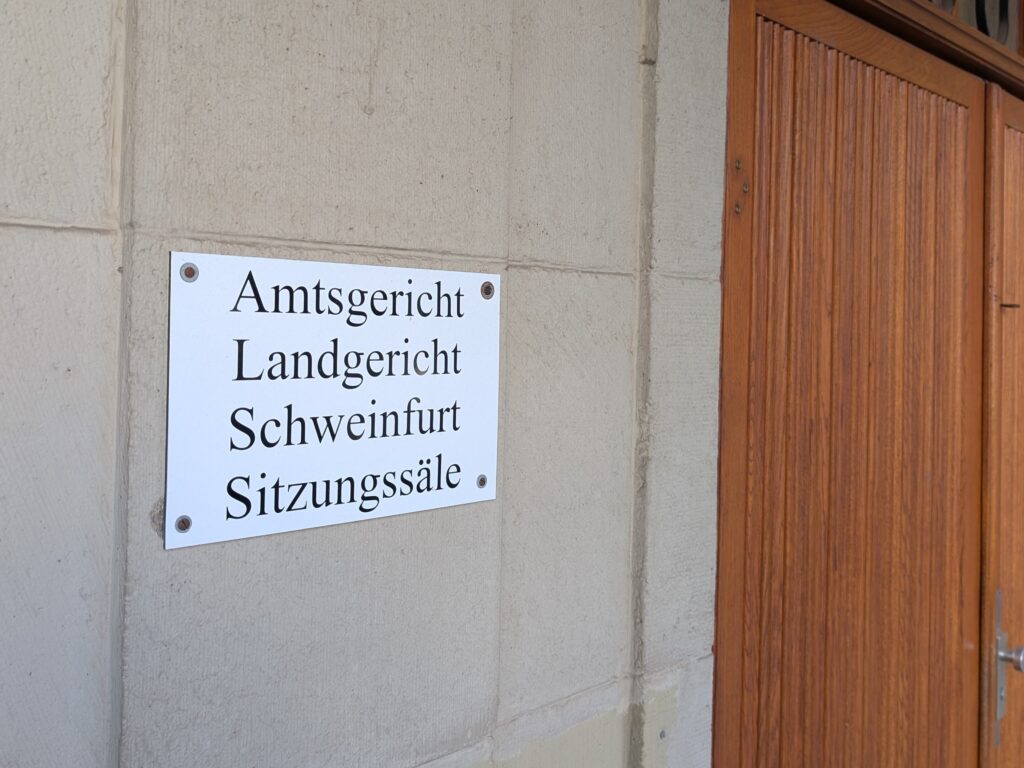 Amtsgericht
Landgericht
Schweinfurt
Sitzungssäle